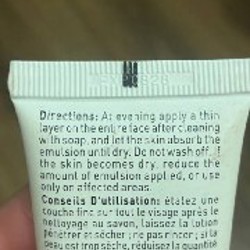 Directions: At evening apply a thin
layer on the entire face after cleaning
with soap, and let the skin absorb the
emulsion until dry. Do not wash off. If
the skin becomes dry, reduce the
amount of emulsion applied, or use
only on affected areas.
Conseils D'utilisation: étalez une
couche fine sur tout le visage après le
nettoyage au savon, laissez la lotion
pénétrer et sécher; ne pas rincer; si la
peau est trop sèche, réduisez la quantité